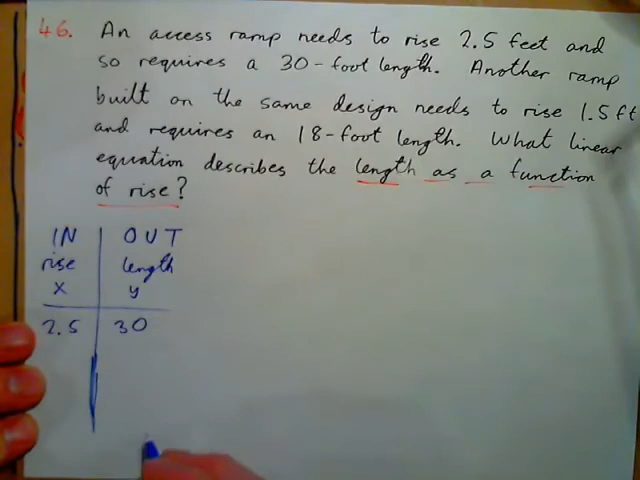 46. An access ramp needs to rise 2.5 feet and
so requires a 30-foot length. Another ramp
built on the same design needs to rise 1.5 ft
and requires an 18-foot length. What linear
equation describes the length as a function
of rise?
IN OUT
rise length
x y
2.5 30